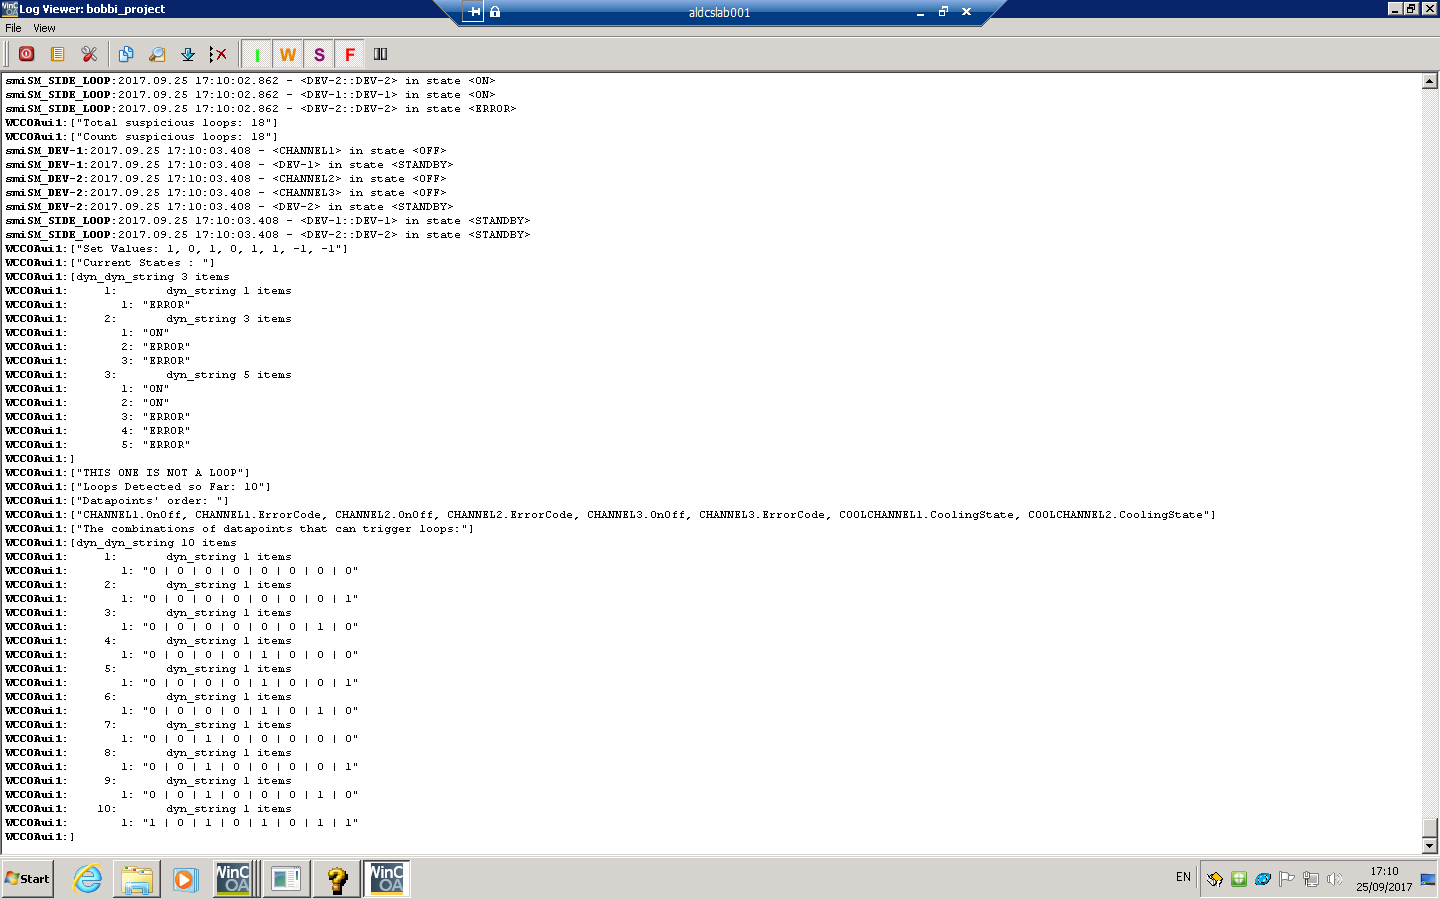 Log Viewer: bobbi_project
aldcslab001
File View
I W S F
smiSM_SIDE_LOOP:2017.09.25 17:10:02.862 - <DEV-2::DEV-2> in state <ON>
smiSM_SIDE_LOOP:2017.09.25 17:10:02.862 - <DEV-1::DEV-1> in state <ON>
smiSM_SIDE_LOOP:2017.09.25 17:10:02.862 - <DEV-2::DEV-2> in state <ERROR>
WCCOAui1:["Total suspicious loops: 18"]
WCCOAui1:["Count suspicious loops: 18"]
smiSM_DEV-1:2017.09.25 17:10:03.408 - <CHANNEL1> in state <OFF>
smiSM_DEV-1:2017.09.25 17:10:03.408 - <DEV-1> in state <STANDBY>
smiSM_DEV-2:2017.09.25 17:10:03.408 - <CHANNEL2> in state <OFF>
smiSM_DEV-2:2017.09.25 17:10:03.408 - <CHANNEL3> in state <OFF>
smiSM_DEV-2:2017.09.25 17:10:03.408 - <DEV-2> in state <STANDBY>
smiSM_SIDE_LOOP:2017.09.25 17:10:03.408 - <DEV-1::DEV-1> in state <STANDBY>
smiSM_SIDE_LOOP:2017.09.25 17:10:03.408 - <DEV-2::DEV-2> in state <STANDBY>
WCCOAui1:["Set Values: 1, 0, 1, 0, 1, 1, -1, -1"]
WCCOAui1:["Current States : "]
WCCOAui1:[dyn_dyn_string 3 items
WCCOAui1: 1: dyn_string 1 items
WCCOAui1: 1: "ERROR"
WCCOAui1: 2: dyn_string 3 items
WCCOAui1: 1: "ON"
WCCOAui1: 2: "ERROR"
WCCOAui1: 3: "ERROR"
WCCOAui1: 3: dyn_string 5 items
WCCOAui1: 1: "ON"
WCCOAui1: 2: "ON"
WCCOAui1: 3: "ERROR"
WCCOAui1: 4: "ERROR"
WCCOAui1: 5: "ERROR"
WCCOAui1:]
WCCOAui1:["THIS ONE IS NOT A LOOP"]
WCCOAui1:["Loops Detected so Far: 10"]
WCCOAui1:["Datapoints' order: "]
WCCOAui1:["CHANNEL1.OnOff, CHANNEL1.ErrorCode, CHANNEL2.OnOff, CHANNEL2.ErrorCode, CHANNEL3.OnOff, CHANNEL3.ErrorCode, COOLCHANNEL1.CoolingState, COOLCHANNEL2.CoolingState"]
WCCOAui1:["The combinations of datapoints that can trigger loops:"]
WCCOAui1:[dyn_dyn_string 10 items
WCCOAui1: 1: dyn_string 1 items
WCCOAui1: 1: "0 | 0 | 0 | 0 | 0 | 0 | 0 | 0"
WCCOAui1: 2: dyn_string 1 items
WCCOAui1: 1: "0 | 0 | 0 | 0 | 0 | 0 | 0 | 1"
WCCOAui1: 3: dyn_string 1 items
WCCOAui1: 1: "0 | 0 | 0 | 0 | 0 | 0 | 1 | 0"
WCCOAui1: 4: dyn_string 1 items
WCCOAui1: 1: "0 | 0 | 0 | 0 | 1 | 0 | 0 | 0"
WCCOAui1: 5: dyn_string 1 items
WCCOAui1: 1: "0 | 0 | 0 | 0 | 1 | 0 | 0 | 1"
WCCOAui1: 6: dyn_string 1 items
WCCOAui1: 1: "0 | 0 | 0 | 0 | 1 | 0 | 1 | 0"
WCCOAui1: 7: dyn_string 1 items
WCCOAui1: 1: "0 | 0 | 1 | 0 | 0 | 0 | 0 | 0"
WCCOAui1: 8: dyn_string 1 items
WCCOAui1: 1: "0 | 0 | 1 | 0 | 0 | 0 | 0 | 1"
WCCOAui1: 9: dyn_string 1 items
WCCOAui1: 1: "0 | 0 | 1 | 0 | 0 | 0 | 1 | 0"
WCCOAui1: 10: dyn_string 1 items
WCCOAui1: 1: "1 | 0 | 1 | 0 | 1 | 0 | 1 | 1"
WCCOAui1:]
Start
WinC OA
WinC OA
EN
17:10
25/09/2017